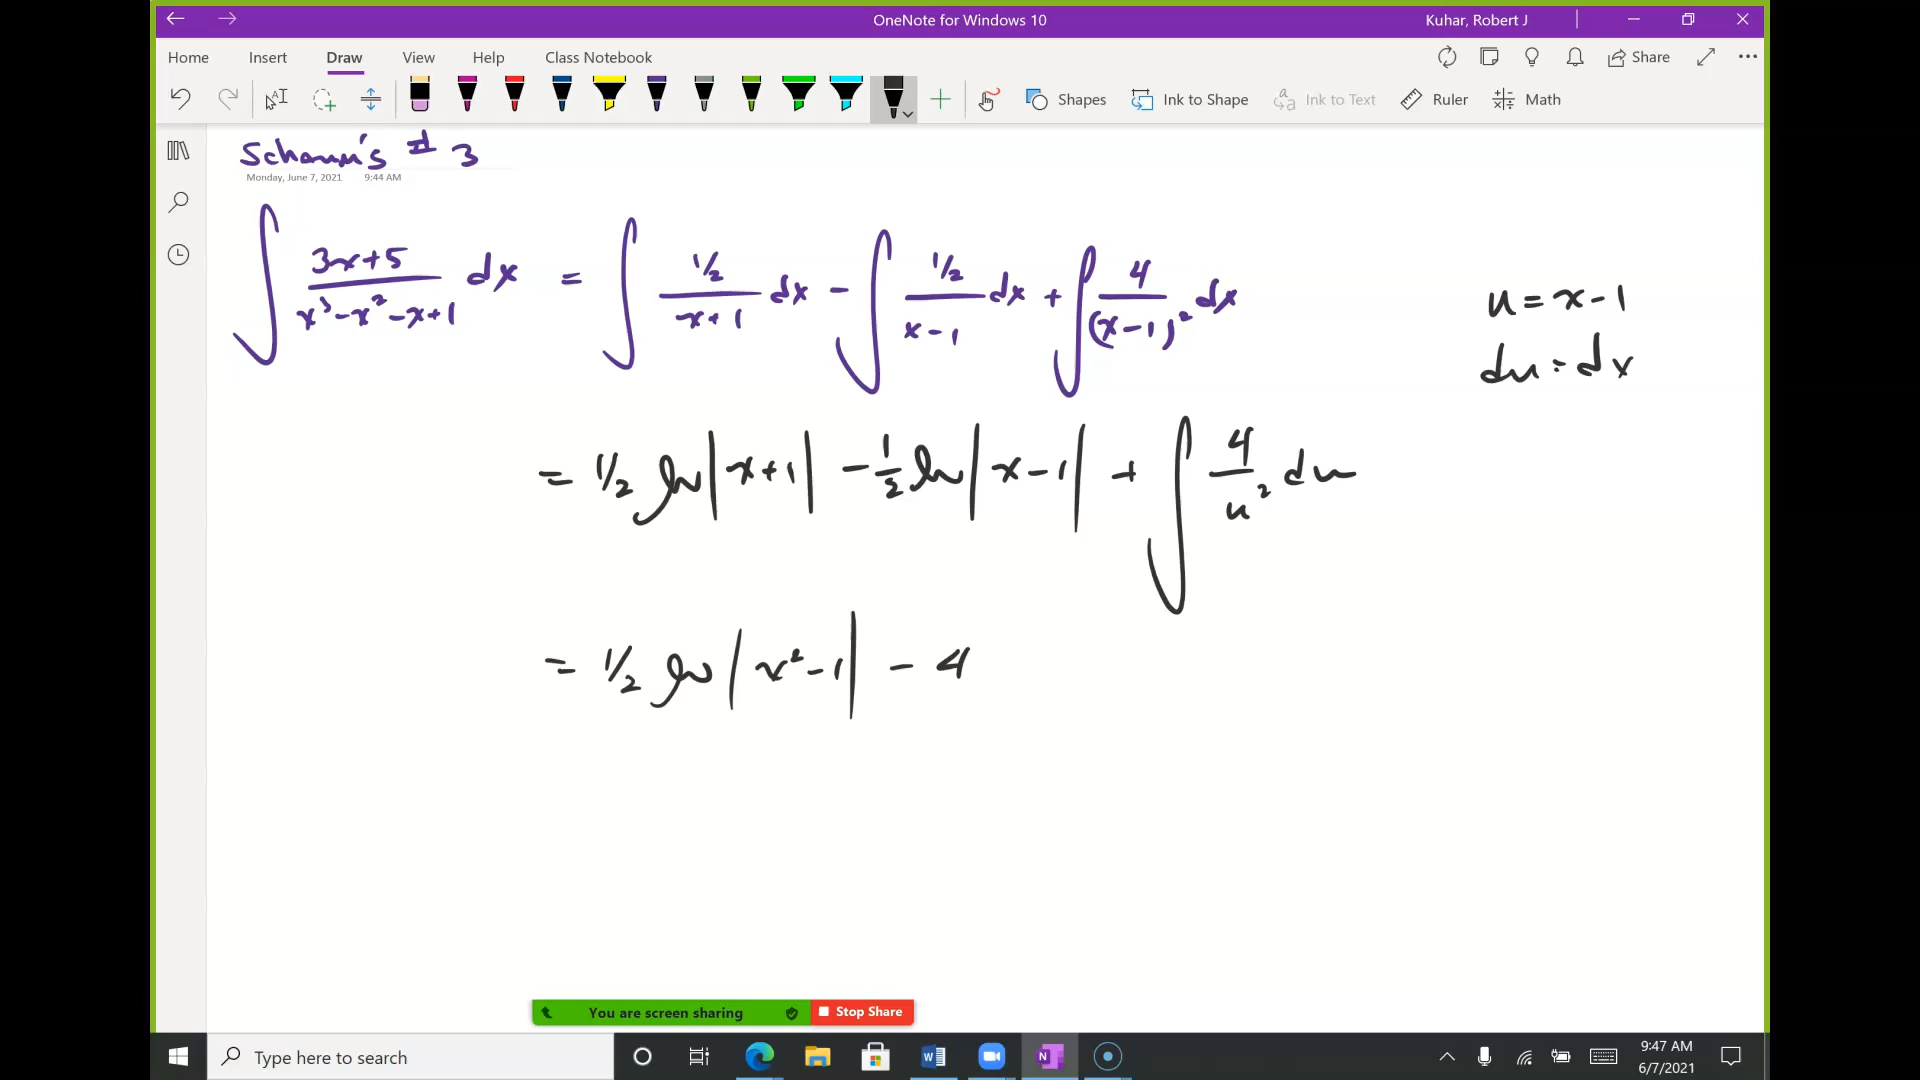 OneNote for Windows 10
Kuhar, Robert J
Home Insert Draw View Help Class Notebook
Share
Shapes Ink to Shape Ink to Text Ruler Math
Schaum's # 3
Monday, June 7, 2021 9:44 AM
∫ (3x+5)/(x³-x²-x+1) dx = ∫ (1/2)/(x+1) dx - ∫ (1/2)/(x-1) dx + ∫ 4/(x-1)² dx
u = x-1
du = dx
= 1/2 ln|x+1| - 1/2 ln|x-1| + ∫ 4/u² du
= 1/2 ln|x²-1| - 4
You are screen sharing Stop Share
Type here to search
9:47 AM
6/7/2021